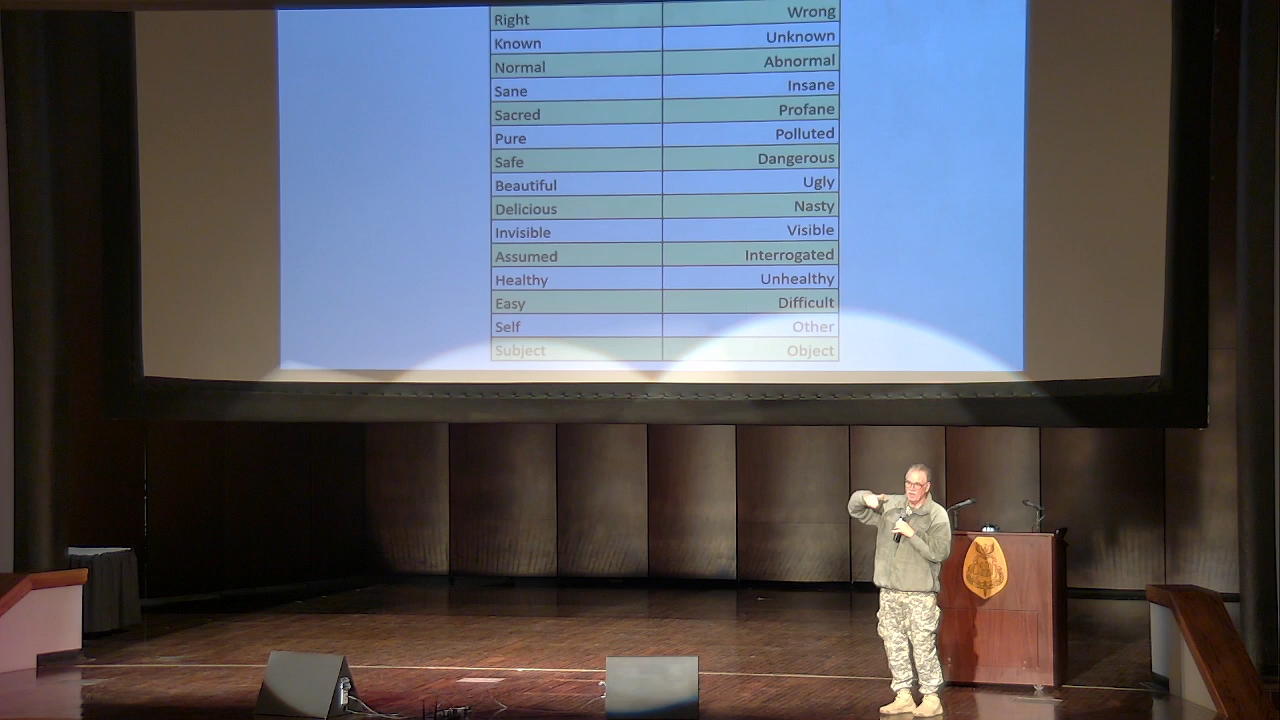 Right Wrong
Known Unknown
Normal Abnormal
Sane Insane
Sacred Profane
Pure Polluted
Safe Dangerous
Beautiful Ugly
Delicious Nasty
Invisible Visible
Assumed Interrogated
Healthy Unhealthy
Easy Difficult
Self Other
Subject Object